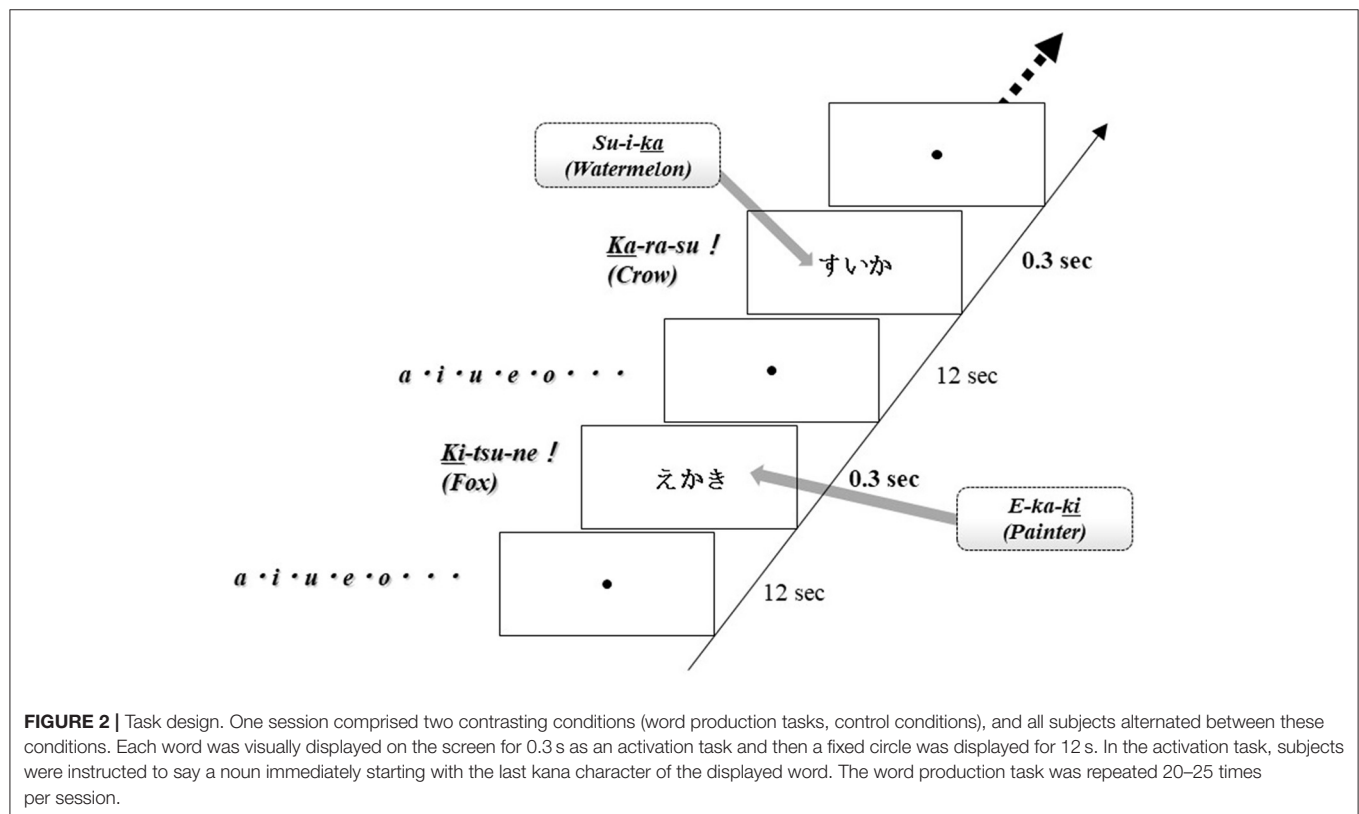 Su-i-ka
(Watermelon)
Ka-ra-su !
(Crow)
すいか
0.3 sec
a・i・u・e・o・・・
12 sec
Ki-tsu-ne !
(Fox)
えかき
0.3 sec
E-ka-ki
(Painter)
a・i・u・e・o・・・
12 sec
FIGURE 2 | Task design. One session comprised two contrasting conditions (word production tasks, control conditions), and all subjects alternated between these
conditions. Each word was visually displayed on the screen for 0.3 s as an activation task and then a fixed circle was displayed for 12 s. In the activation task, subjects
were instructed to say a noun immediately starting with the last kana character of the displayed word. The word production task was repeated 20–25 times
per session.